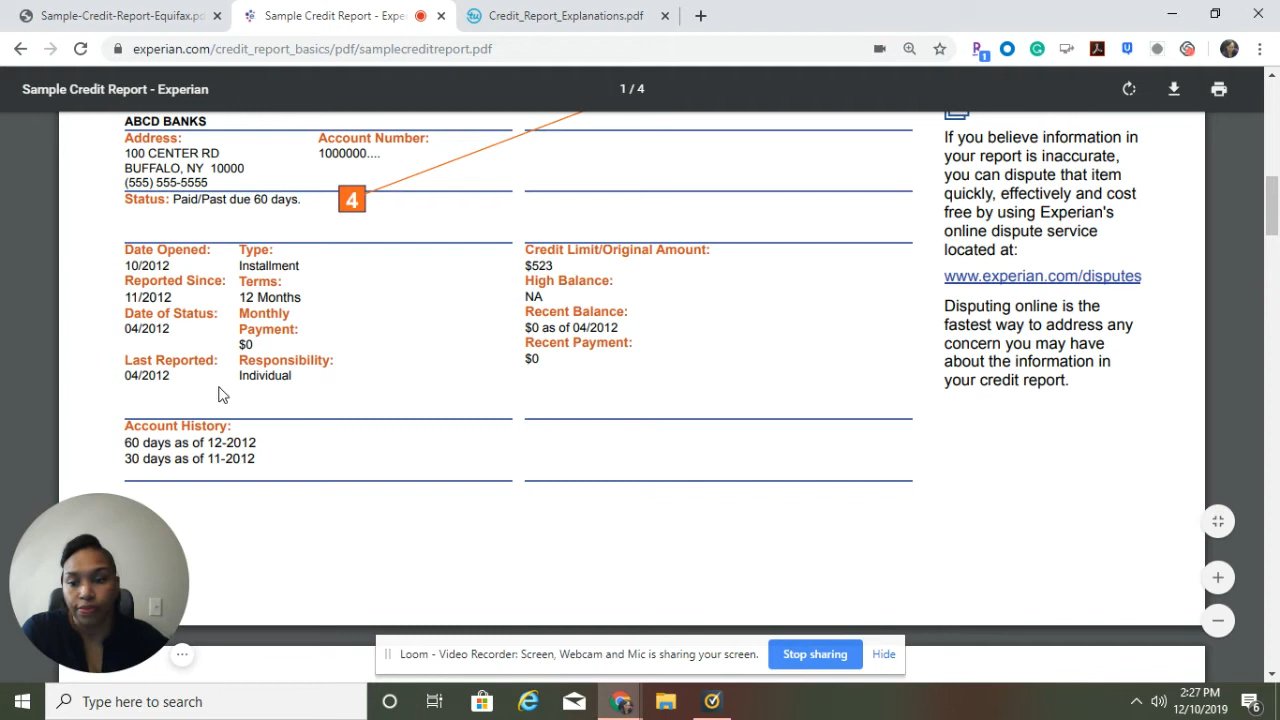 Sample-Credit-Report-Equifax.pd
Sample Credit Report - Expe
Credit_Report_Explanations.pdf
experian.com/credit_report_basics/pdf/samplecreditreport.pdf
Sample Credit Report - Experian
1 / 4
ABCD BANKS
Address:
Account Number:
100 CENTER RD
1000000....
BUFFALO, NY 10000
(555) 555-5555
Status: Paid/Past due 60 days.
4
Date Opened:
Type:
Credit Limit/Original Amount:
10/2012
Installment
$523
Reported Since:
Terms:
High Balance:
11/2012
12 Months
NA
Date of Status:
Monthly
Recent Balance:
04/2012
Payment:
$0 as of 04/2012
$0
Recent Payment:
Last Reported:
Responsibility:
$0
04/2012
Individual
Account History:
60 days as of 12-2012
30 days as of 11-2012
If you believe information in
your report is inaccurate,
you can dispute that item
quickly, effectively and cost
free by using Experian's
online dispute service
located at:
www.experian.com/disputes
Disputing online is the
fastest way to address any
concern you may have
about the information in
your credit report.
Loom - Video Recorder: Screen, Webcam and Mic is sharing your screen.
Stop sharing
Hide
Type here to search
2:27 PM
12/10/2019
6